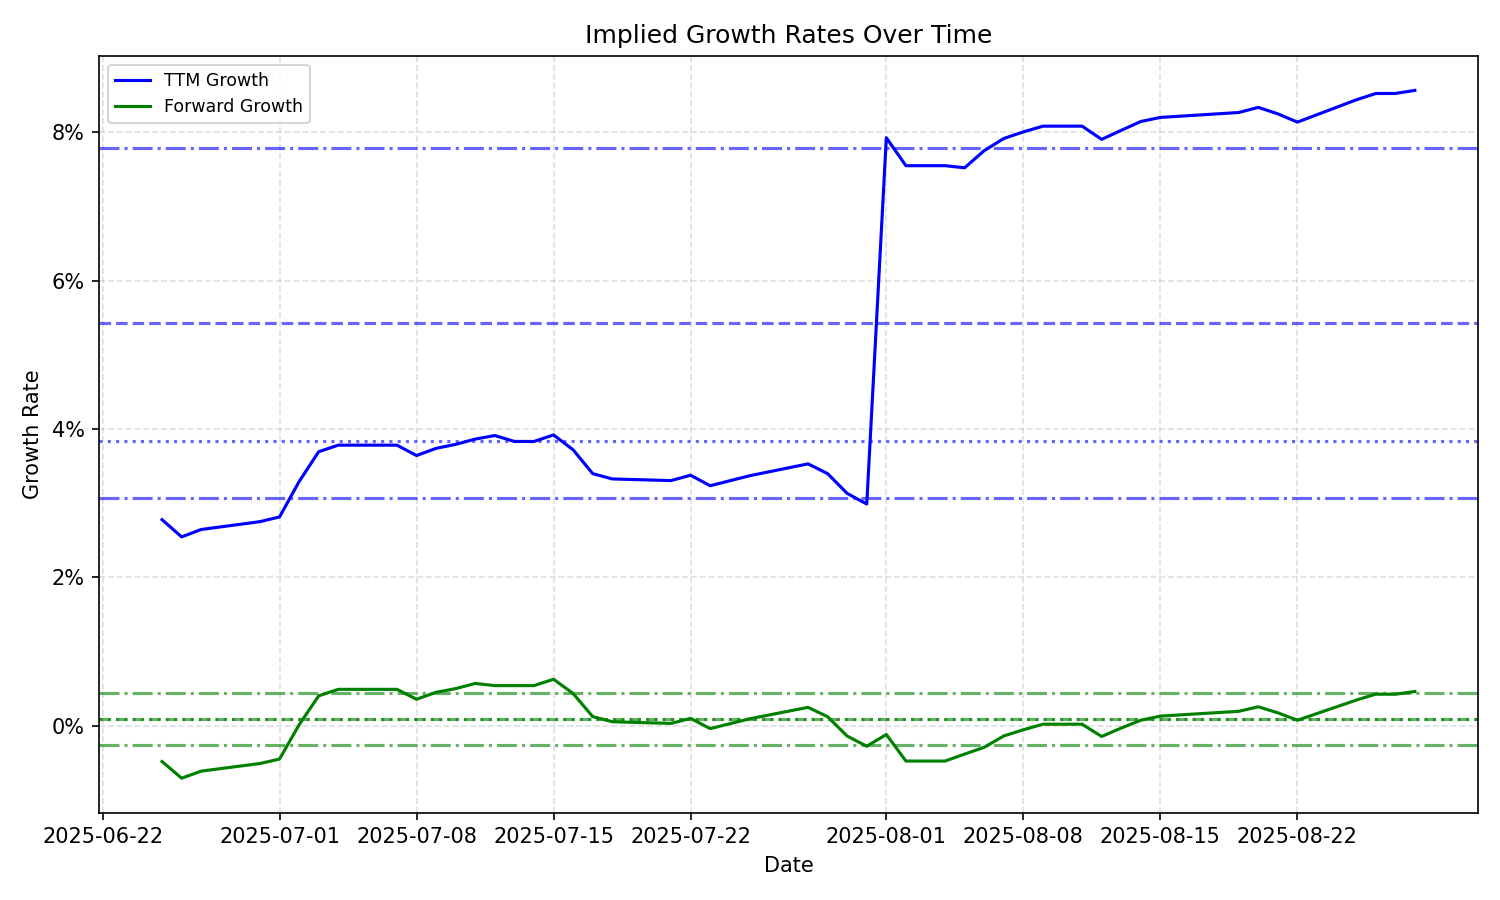 Implied Growth Rates Over Time
TTM Growth
Forward Growth
8%
6%
4%
2%
0%
Growth Rate
2025-06-22
2025-07-01
2025-07-08
2025-07-15
2025-07-22
2025-08-01
2025-08-08
2025-08-15
2025-08-22
Date